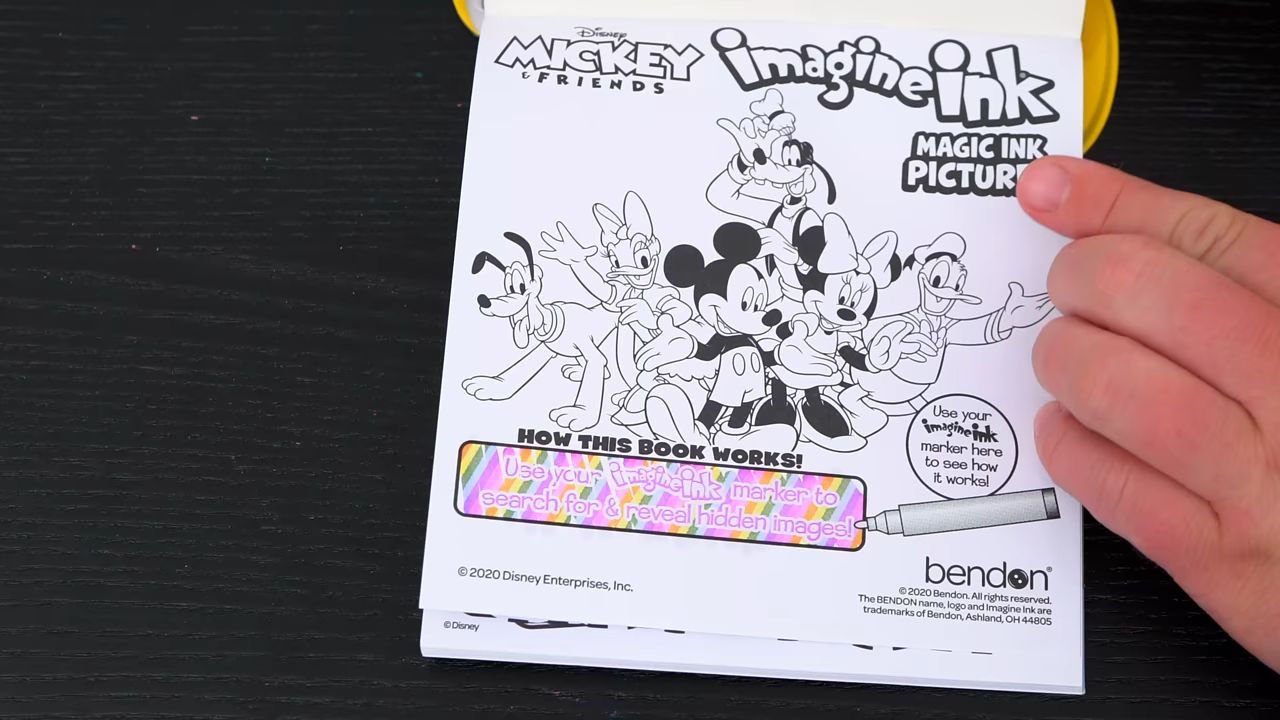 Disney
MICKEY
& FRIENDS
imagine ink
MAGIC INK
Use your
imagine ink
marker here
to see how
it works!
HOW THIS BOOK WORKS!
Use your imagine ink marker to
search for & reveal hidden images!
bendon®
© 2020 Disney Enterprises, Inc.
© 2020 Bendon. All rights reserved.
The BENDON name, logo and Imagine Ink are
trademarks of Bendon, Ashland, OH 44805
© Disney